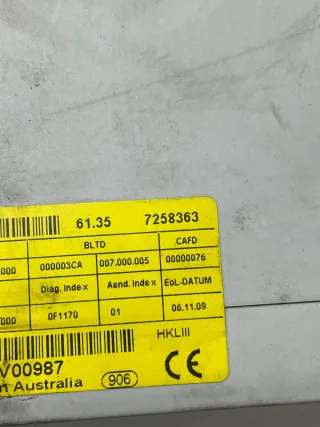 61.35 7258363
BLTD CAFD
000 000003CA 007.000.005 00000076
Diag. Index Aend. Index EoL-DATUM
000 0F1170 01 06.11.09
HKLIII
V00987
n Australia 906 CE